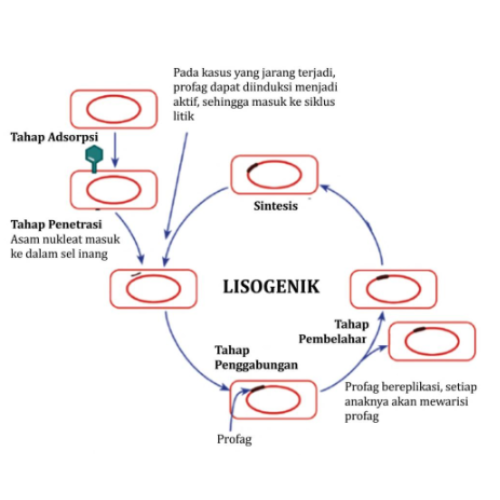 Pada kasus yang jarang terjadi,
profag dapat diinduksi menjadi
aktif, sehingga masuk ke siklus
litik
Tahap Adsorpsi
Tahap Penetrasi
Asam nukleat masuk
ke dalam sel inang
Sintesis
LISOGENIK
Tahap
Pembelahar
Tahap
Penggabungan
Profag bereplikasi, setiap
anaknya akan mewarisi
profag
Profag